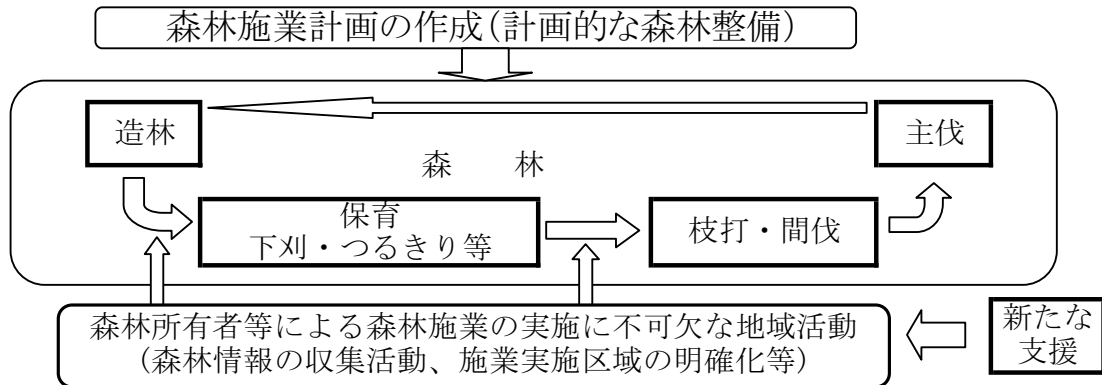 森林施業計画の作成(計画的な森林整備)
造林
主伐
森　林
保育
下刈・つるきり等
枝打・間伐
森林所有者等による森林施業の実施に不可欠な地域活動
(森林情報の収集活動、施業実施区域の明確化等)
新たな
支援